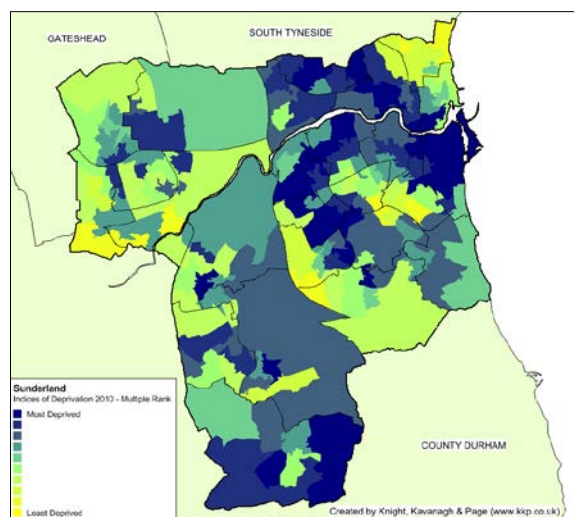 GATESHEAD
SOUTH TYNESIDE
Sunderland
Indices of Deprivation 2010 - Multiple Rank
Most Deprived
Least Deprived
COUNTY DURHAM
Created by Knight, Kavanagh & Page (www.kkp.co.uk)